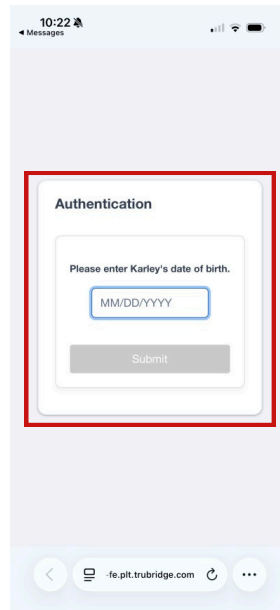 10:22
◀ Messages
Authentication
Please enter Karley's date of birth.
MM/DD/YYYY
Submit
-fe.plt.trubridge.com